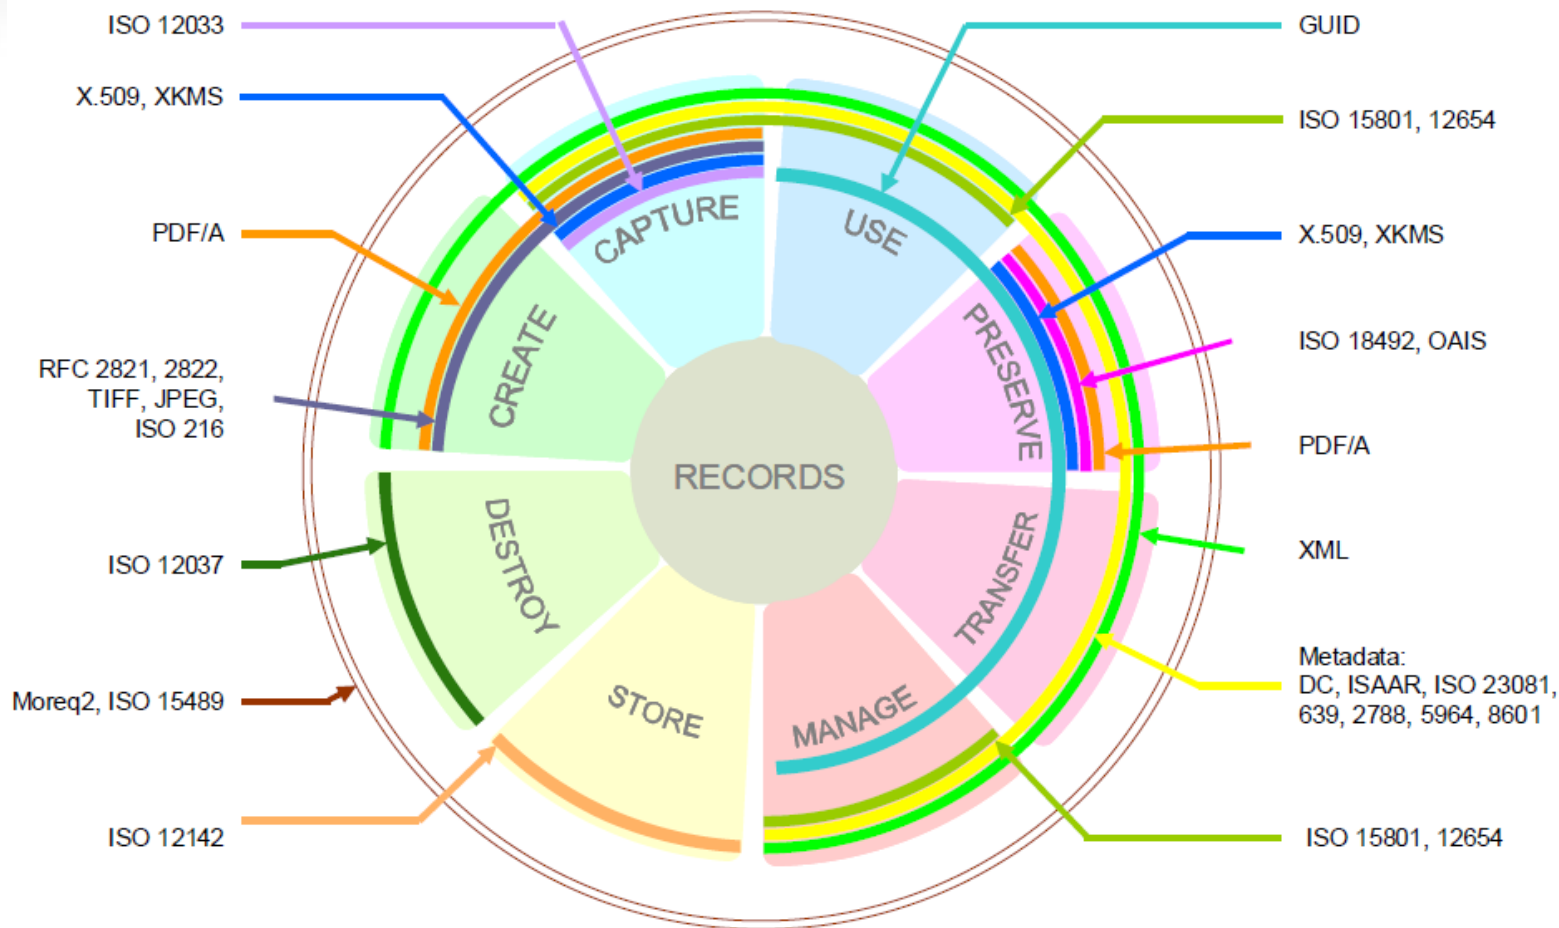 ISO 12033
X.509, XKMS
PDF/A
RFC 2821, 2822,
TIFF, JPEG,
ISO 216
ISO 12037
Moreq2, ISO 15489
ISO 12142
CAPTURE
USE
PRESERVE
TRANSFER
MANAGE
STORE
DESTROY
CREATE
RECORDS
GUID
ISO 15801, 12654
X.509, XKMS
ISO 18492, OAIS
PDF/A
XML
Metadata:
DC, ISAAR, ISO 23081,
639, 2788, 5964, 8601
ISO 15801, 12654